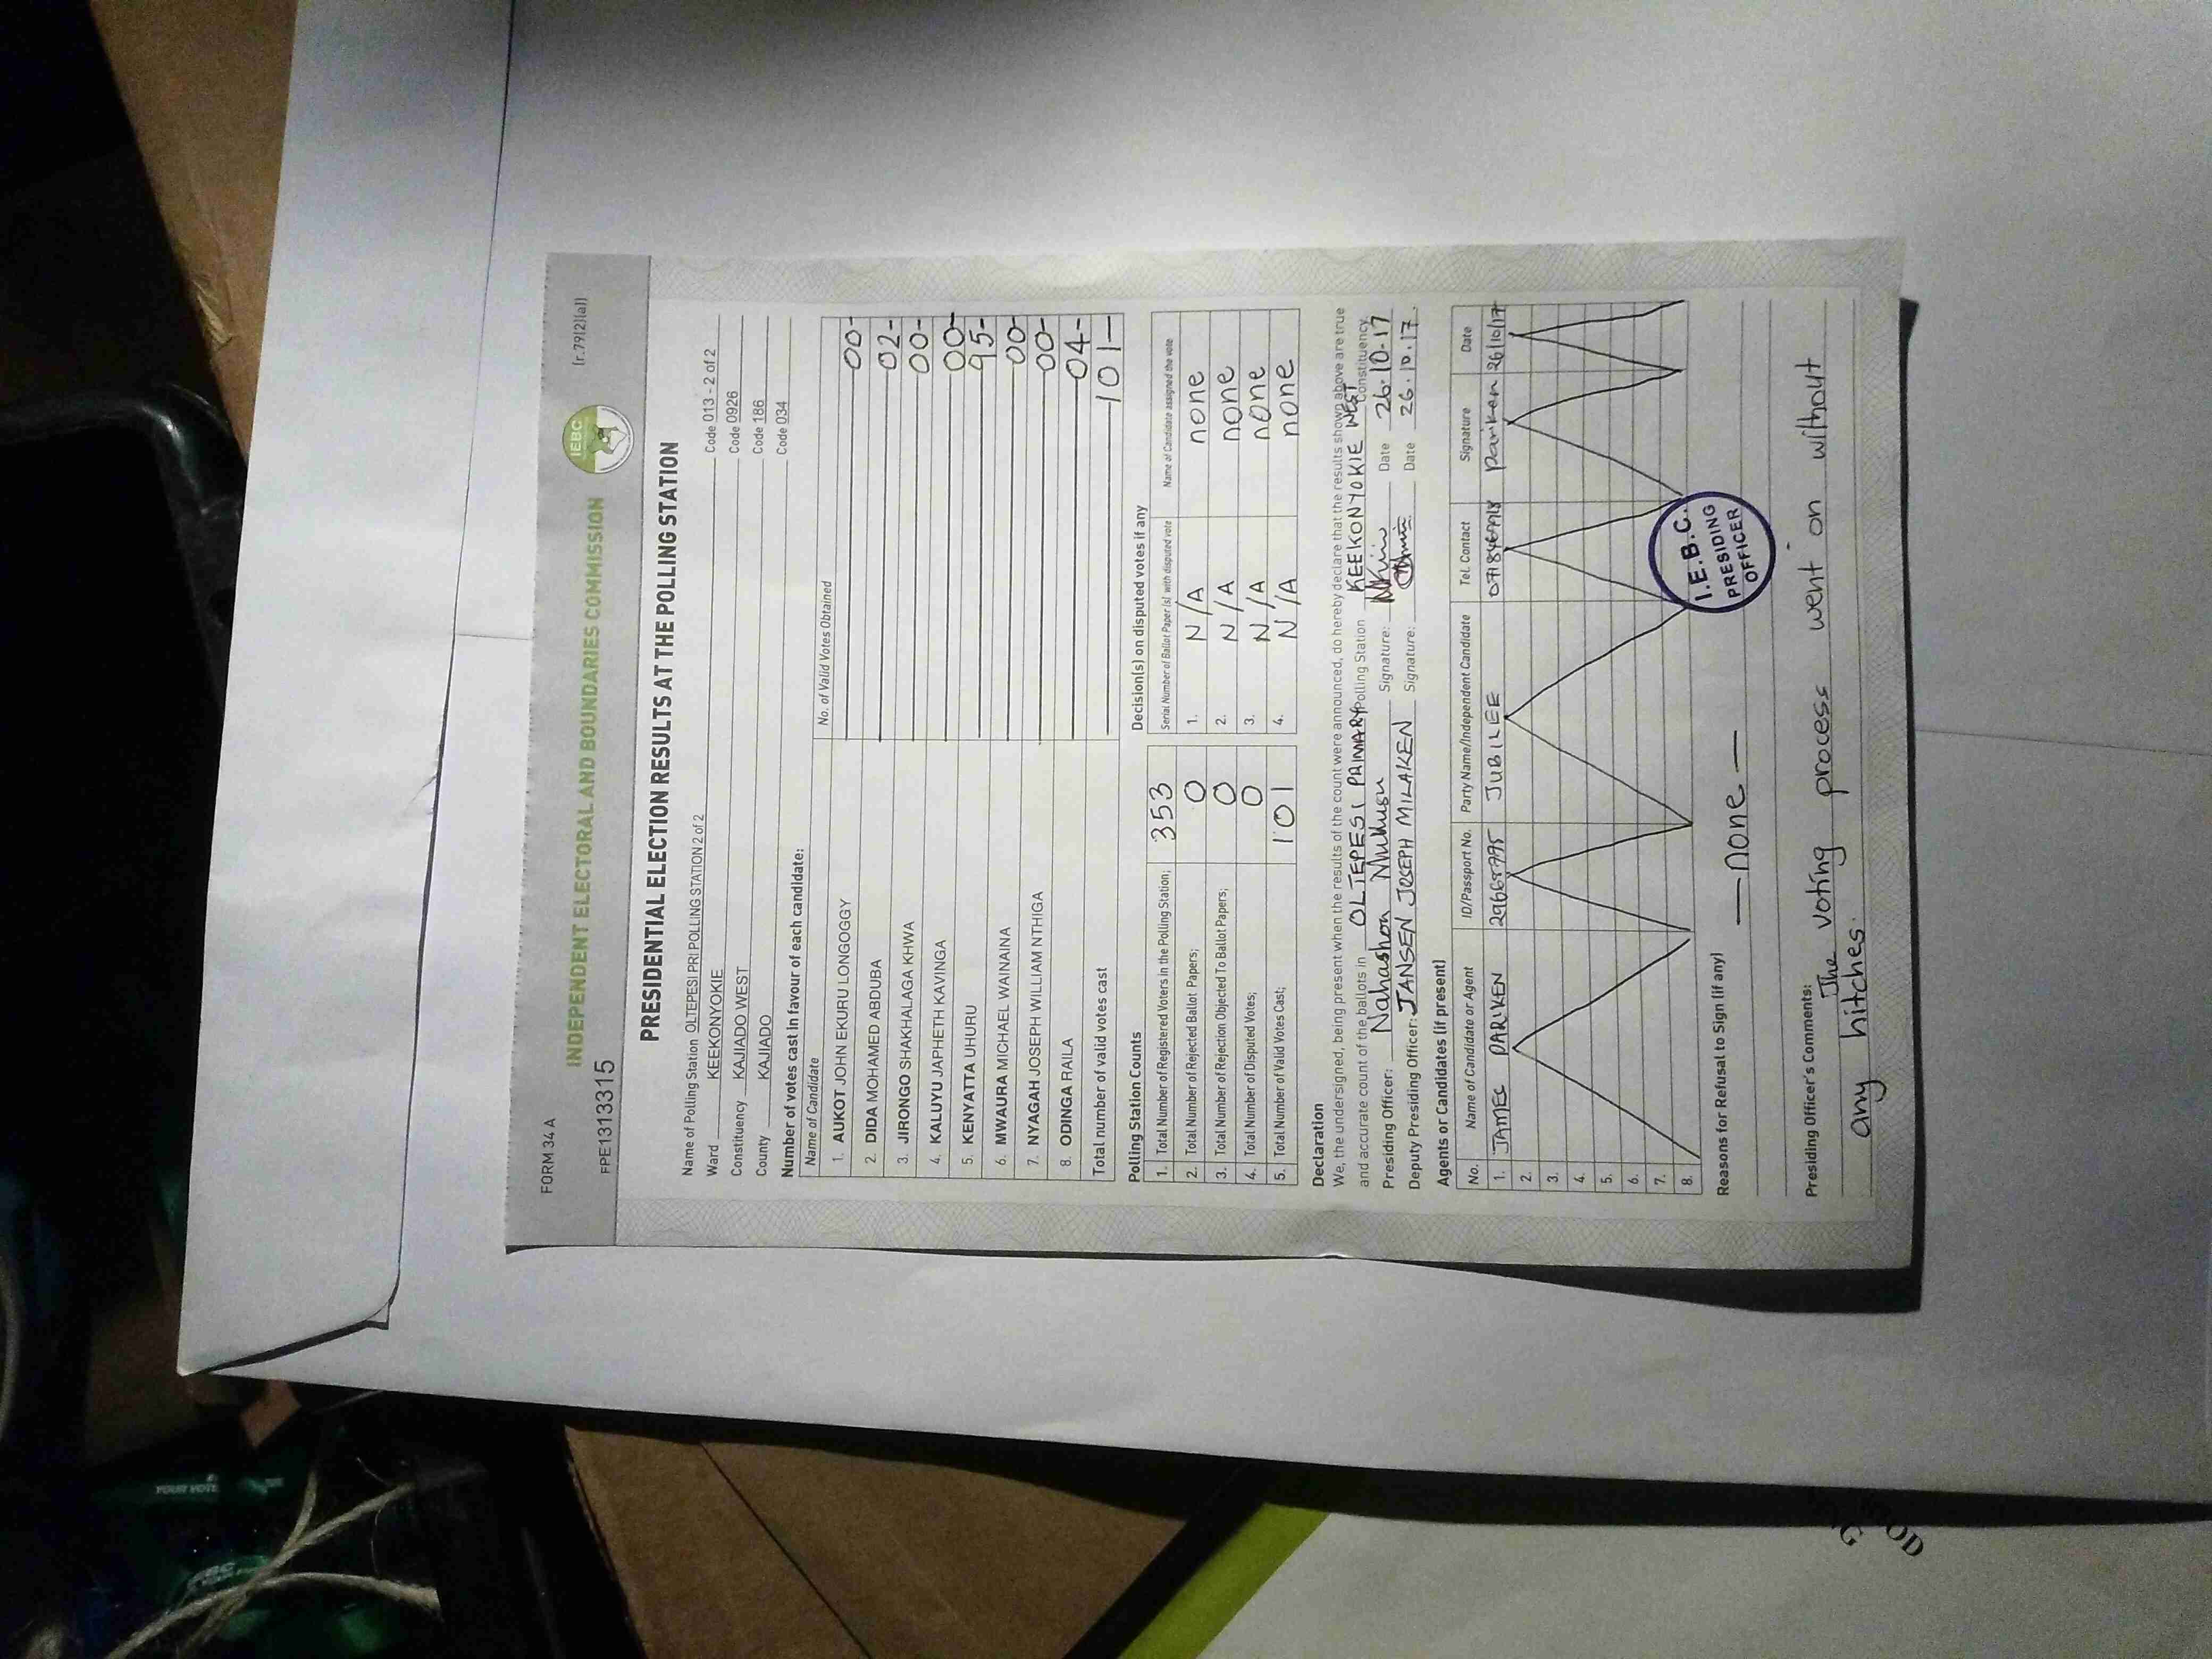 FORM 34 A
(r.79(2)(a))
INDEPENDENT ELECTORAL AND BOUNDARIES COMMISSION
IEBC
FPE1313315
PRESIDENTIAL ELECTION RESULTS AT THE POLLING STATION
Name of Polling Station OLTEPESI PRI POLLING STATION 2 of 2 Code 013 - 2 of 2
Ward KEEKONYOKIE Code 0926
Constituency KAJIADO WEST Code 186
County KAJIADO Code 034
Number of votes cast in favour of each candidate:
Name of Candidate No. of Valid Votes Obtained
1. AUKOT JOHN EKURU LONGOGGY 00-
2. DIDA MOHAMED ABDUBA 02-
3. JIRONGO SHAKHALAGA KHWA 00-
4. KALUYU JAPHETH KAVINGA 00-
5. KENYATTA UHURU 95-
6. MWAURA MICHAEL WAINAINA 00-
7. NYAGAH JOSEPH WILLIAM NTHIGA 00-
8. ODINGA RAILA 04-
Total number of valid votes cast 101-
Polling Station Counts
1. Total Number of Registered Voters in the Polling Station; 353
2. Total Number of Rejected Ballot Papers; 0
3. Total Number of Rejection Objected To Ballot Papers; 0
4. Total Number of Disputed Votes; 0
5. Total Number of Valid Votes Cast; 101
Decision(s) on disputed votes if any
Serial Number of Ballot Paper (s) with disputed vote Name of Candidate assigned the vote
1. N/A none
2. N/A none
3. N/A none
4. N/A none
Declaration
We, the undersigned, being present when the results of the count were announced, do hereby declare that the results shown above are true
and accurate count of the ballots in OLTEPESI PRIMARY Polling Station KEEKONYOKIE WEST Constituency.
Presiding Officer: Nahashon Signature: Date 26-10-17
Deputy Presiding Officer: JANSEN JOSEPH MILAKEN Signature: Date 26.10.17
Agents or Candidates (if present)
No. Name of Candidate or Agent ID/Passport No. Party Name/Independent Candidate Tel. Contact Signature Date
1. JAMES PARIKEN JUBILEE Pariken 26/10/17
2.
3.
4.
5.
6.
7.
8.
I.E.B.C.
PRESIDING
OFFICER
Reasons for Refusal to Sign (if any)
— none —
Presiding Officer's Comments:
The voting process went on without
any hitches.
YOUR VOTE